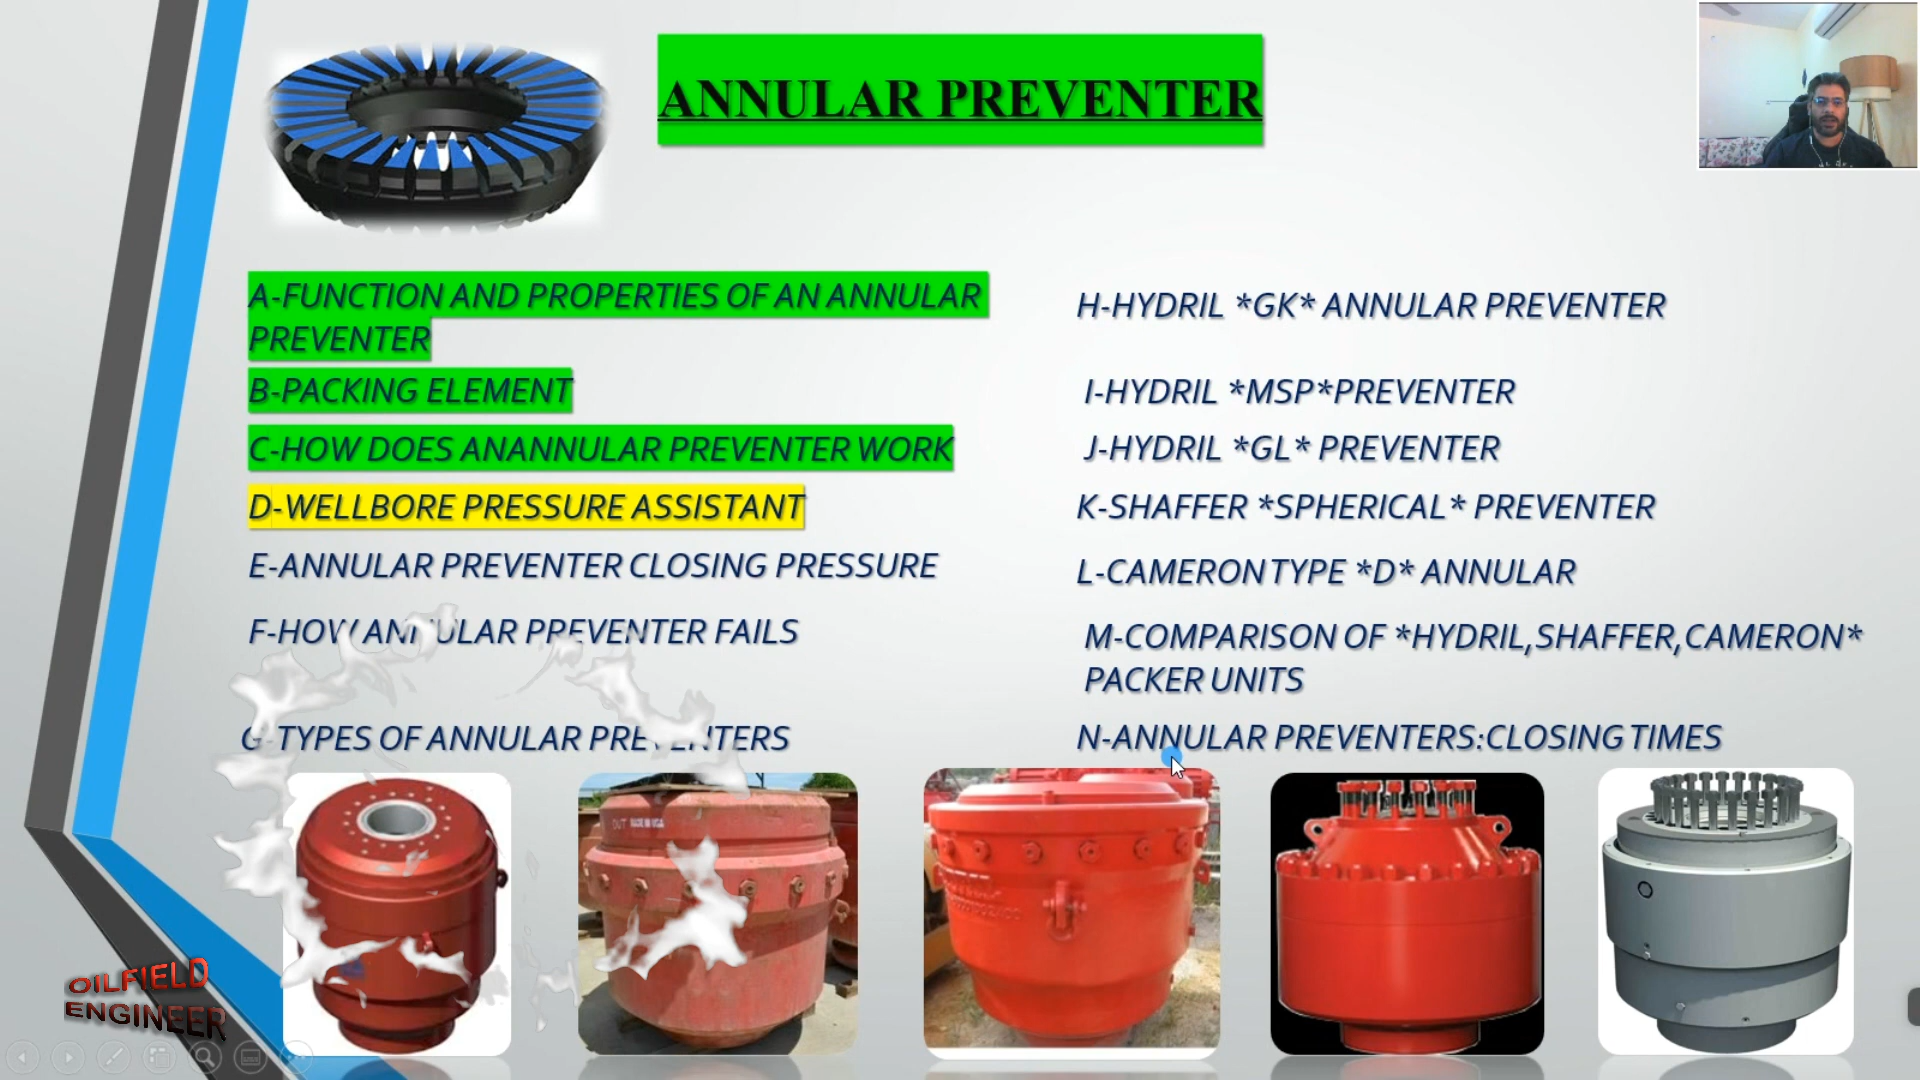 ANNULAR PREVENTER
A-FUNCTION AND PROPERTIES OF AN ANNULAR
PREVENTER
B-PACKING ELEMENT
C-HOW DOES ANANNULAR PREVENTER WORK
D-WELLBORE PRESSURE ASSISTANT
E-ANNULAR PREVENTER CLOSING PRESSURE
F-HOW ANNULAR PREVENTER FAILS
G-TYPES OF ANNULAR PREVENTERS
H-HYDRIL *GK* ANNULAR PREVENTER
I-HYDRIL *MSP*PREVENTER
J-HYDRIL *GL* PREVENTER
K-SHAFFER *SPHERICAL* PREVENTER
L-CAMERON TYPE *D* ANNULAR
M-COMPARISON OF *HYDRIL,SHAFFER,CAMERON*
PACKER UNITS
N-ANNULAR PREVENTERS:CLOSING TIMES
OILFIELD
ENGINEER